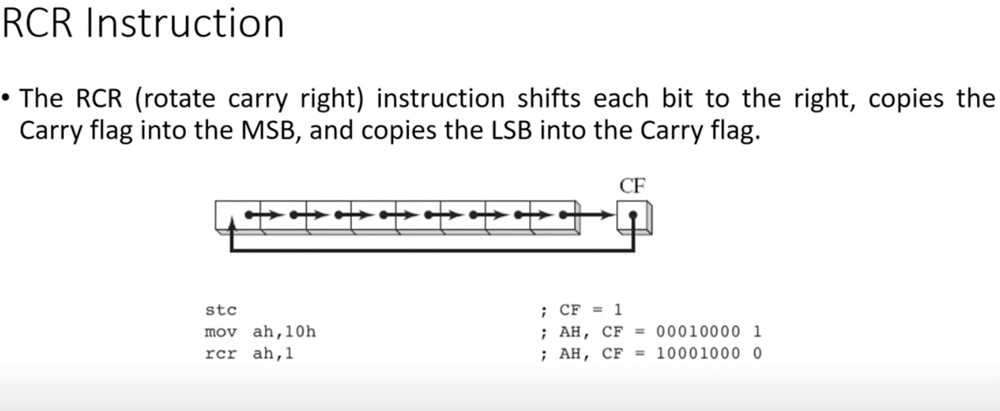 RCR Instruction
• The RCR (rotate carry right) instruction shifts each bit to the right, copies the
Carry flag into the MSB, and copies the LSB into the Carry flag.
CF
stc ; CF = 1
mov ah,10h ; AH, CF = 00010000 1
rcr ah,1 ; AH, CF = 10001000 0